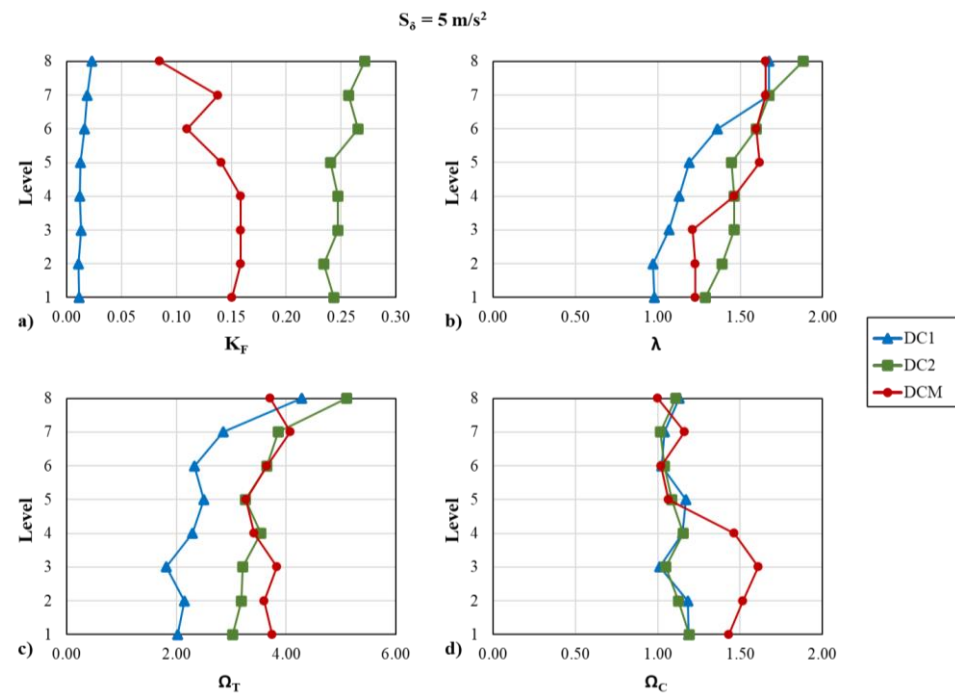 S_δ = 5 m/s²
8
7
6
5
4
3
2
1
Level
0.00 0.05 0.10 0.15 0.20 0.25 0.30
a)
K_F
8
7
6
5
4
3
2
1
Level
0.00 0.50 1.00 1.50 2.00
b)
λ
DC1
DC2
DCM
8
7
6
5
4
3
2
1
Level
0.00 2.00 4.00 6.00
c)
Ω_T
8
7
6
5
4
3
2
1
Level
0.00 0.50 1.00 1.50 2.00
d)
Ω_C